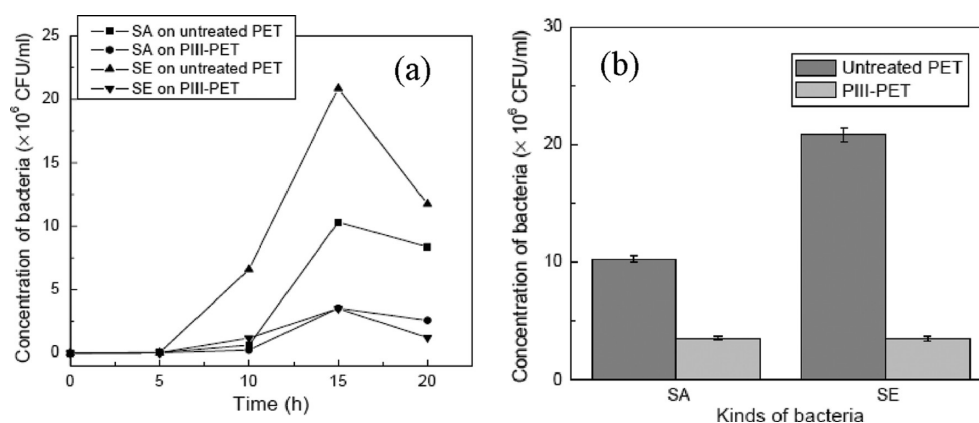 SA on untreated PET
SA on PIII-PET
SE on untreated PET
SE on PIII-PET
(a)
Concentration of bacteria (× 10⁶ CFU/ml)
25
20
15
10
5
0
0 5 10 15 20
Time (h)
(b)
Untreated PET
PIII-PET
Concentration of bacteria (× 10⁶ CFU/ml)
30
20
10
0
SA SE
Kinds of bacteria